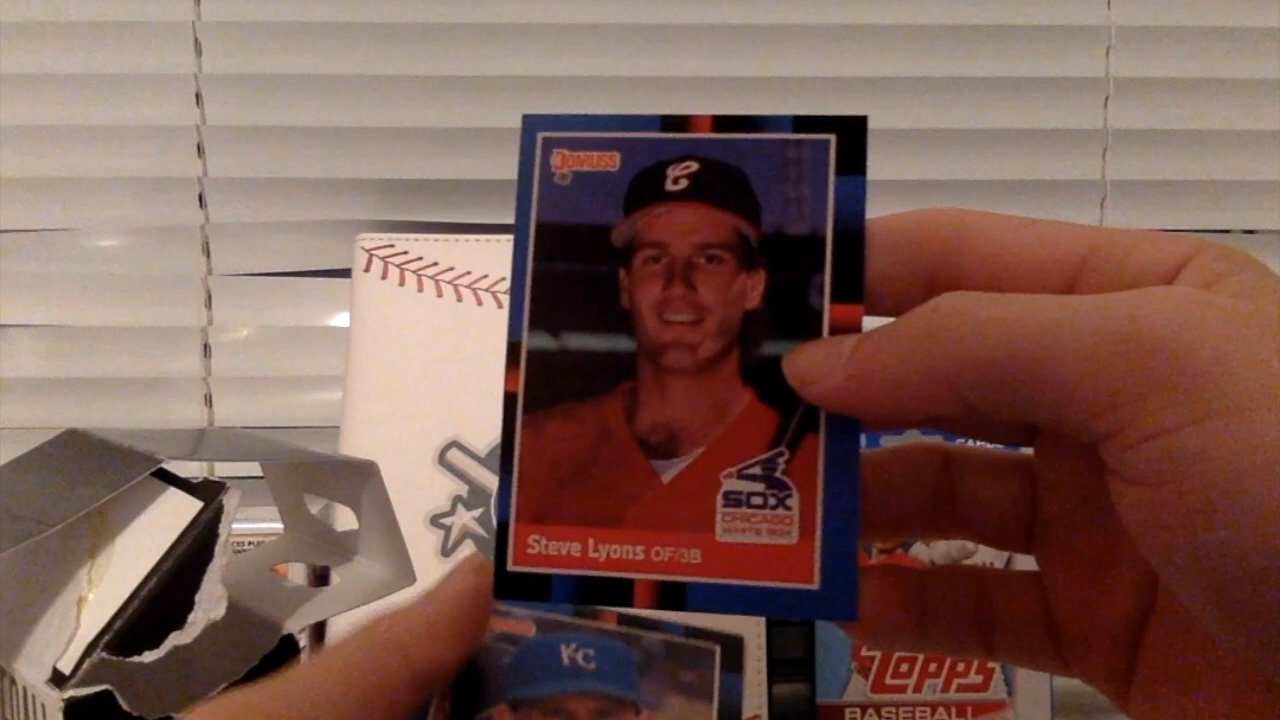 DONRUSS
C
SOX
CHICAGO
WHITE SOX
Steve Lyons OF/3B
KC
TOPPS
BASEBALL